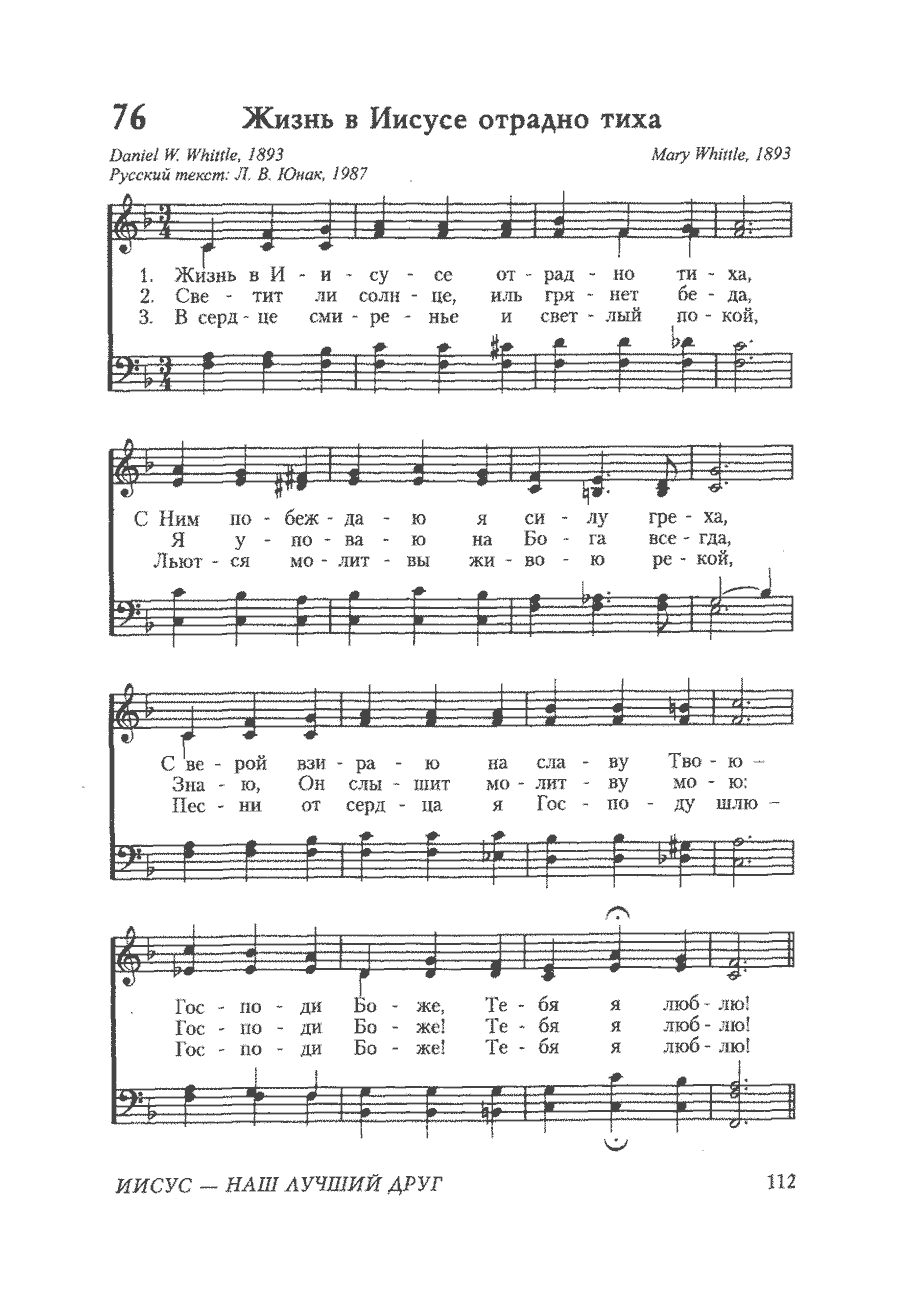 76 Жизнь в Иисусе отрадно тиха
Daniel W. Whittle, 1893 Mary Whittle, 1893
Русский текст: Л. В. Юнак, 1987
1. Жизнь в И - и - су - се от - рад - но ти - ха,
2. Све - тит ли солн - це, иль гря - нет бе - да,
3. В серд - це сми - ре - нье и свет - лый по - кой,
С Ним по - беж - да - ю я си - лу гре - ха,
Я у - по - ва - ю на Бо - га все - гда,
Льют - ся мо - лит - вы жи - во - ю ре - кой,
С ве - рой взи - ра - ю на сла - ву Тво - ю –
Зна - ю, Он слы - шит мо - лит - ву мо - ю:
Пес - ни от серд - ца я Гос - по - ду шлю –
Гос - по - ди Бо - же, Те - бя я люб - лю!
Гос - по - ди Бо - же! Те - бя я люб - лю!
Гос - по - ди Бо - же! Те - бя я люб - лю!
ИИСУС — НАШ ЛУЧШИЙ ДРУГ 112